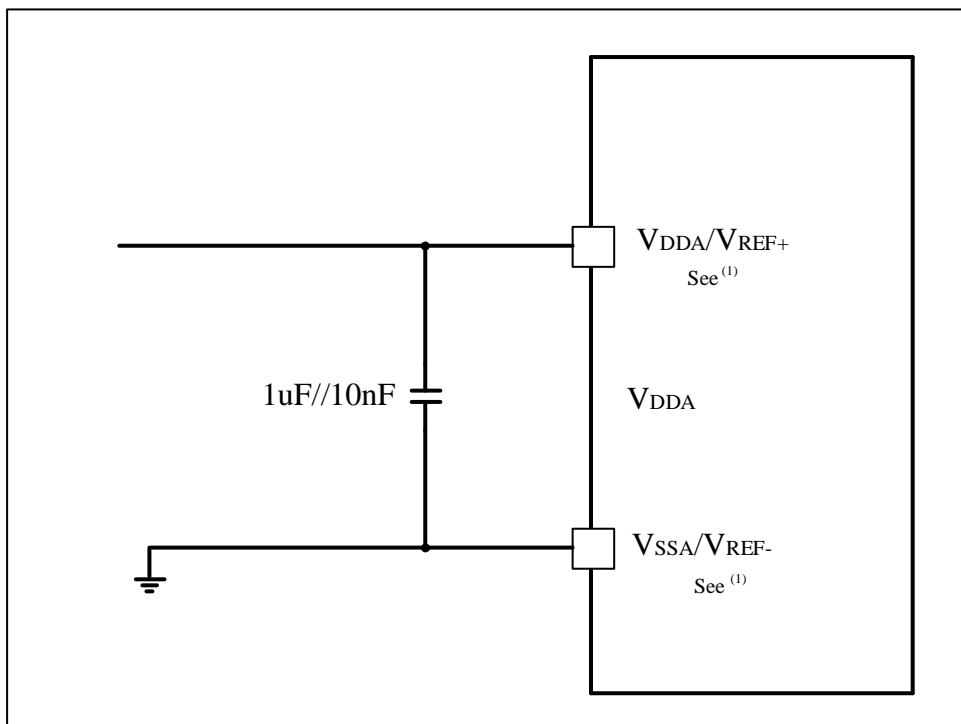 VDDA/VREF+
See (1)
1uF//10nF
VDDA
VSSA/VREF-
See (1)